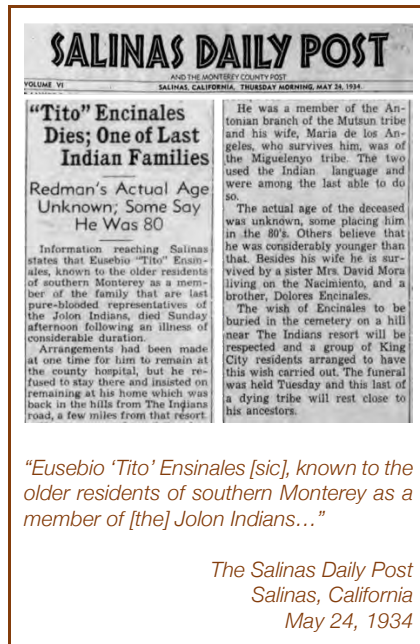 SALINAS DAILY POST
AND THE MONTEREY COUNTY POST
VOLUME VI
SALINAS, CALIFORNIA, THURSDAY MORNING, MAY 24, 1934.
“Tito” Encinales
Dies; One of Last
Indian Families
Redman's Actual Age
Unknown; Some Say
He Was 80
Information reaching Salinas
states that Eusebio “Tito” Ensin-
ales, known to the older residents
of southern Monterey as a mem-
ber of the family that are last
pure-blooded representatives of
the Jolon Indians, died Sunday
afternoon following an illness of
considerable duration.
Arrangements had been made
at one time for him to remain at
the county hospital, but he re-
fused to stay there and insisted on
remaining at his home which was
back in the hills from The Indians
road, a few miles from that resort.
He was a member of the An-
tonian branch of the Mutsun tribe
and his wife, Maria de los An-
geles, who survives him, was of
the Miguelenyo tribe. The two
used the Indian language and
were among the last able to do
so.
The actual age of the deceased
was unknown, some placing him
in the 80's. Others believe that
he was considerably younger than
that. Besides his wife he is sur-
vived by a sister Mrs. David Mora
living on the Nacimiento, and a
brother, Dolores Encinales.
The wish of Encinales to be
buried in the cemetery on a hill
near The Indians resort will be
respected and a group of King
City residents arranged to have
this wish carried out. The funeral
was held Tuesday and this last of
a dying tribe will rest close to
his ancestors.
“Eusebio ‘Tito’ Ensinales [sic], known to the
older residents of southern Monterey as a
member of [the] Jolon Indians…”
The Salinas Daily Post
Salinas, California
May 24, 1934